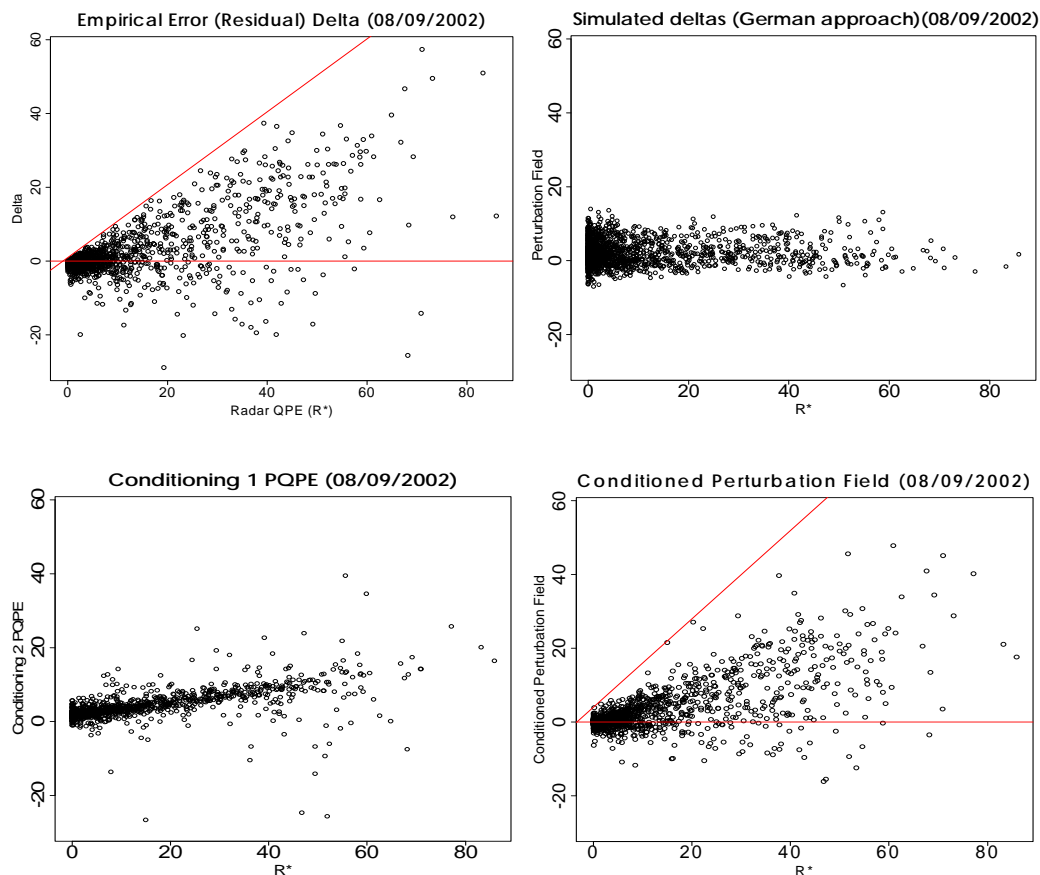 Empirical Error (Residual) Delta (08/09/2002)
60
40
20
0
-20
Delta
0 20 40 60 80
Radar QPE (R*)
Simulated deltas (German approach)(08/09/2002)
60
40
20
0
-20
Perturbation Field
0 20 40 60 80
R*
Conditioning 1 PQPE (08/09/2002)
60
40
20
0
-20
Conditioning 2 PQPE
0 20 40 60 80
R*
Conditioned Perturbation Field (08/09/2002)
60
40
20
0
-20
Conditioned Perturbation Field
0 20 40 60 80
R*